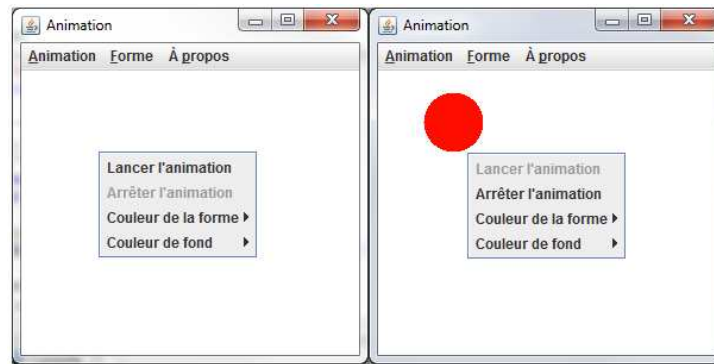 Animation
Animation Forme À propos
Lancer l'animation
Arrêter l'animation
Couleur de la forme
Couleur de fond
Animation
Animation Forme À propos
Lancer l'animation
Arrêter l'animation
Couleur de la forme
Couleur de fond